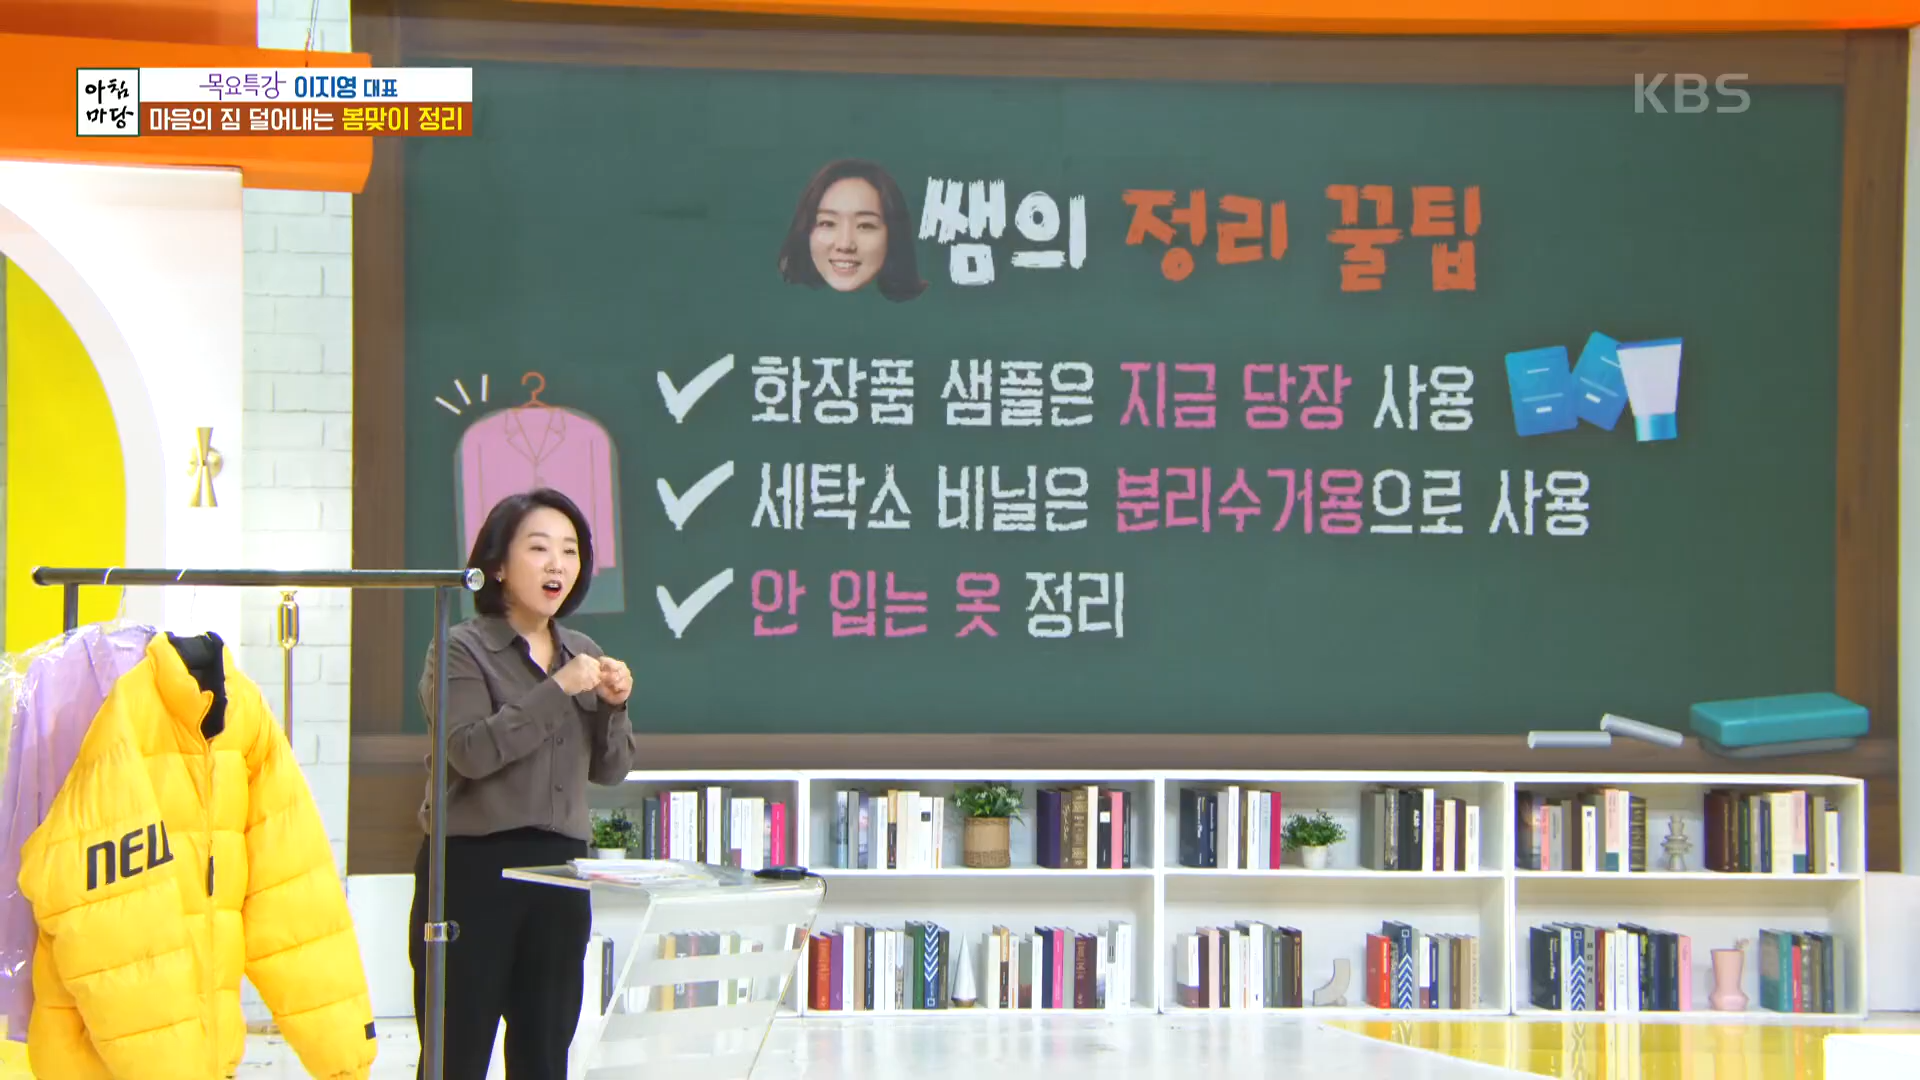 아침
마당
목요특강 이지영 대표
마음의 짐 덜어내는 봄맞이 정리
KBS
쌤의 정리 꿀팁
화장품 샘플은 지금 당장 사용
세탁소 비닐은 분리수거용으로 사용
안 입는 옷 정리